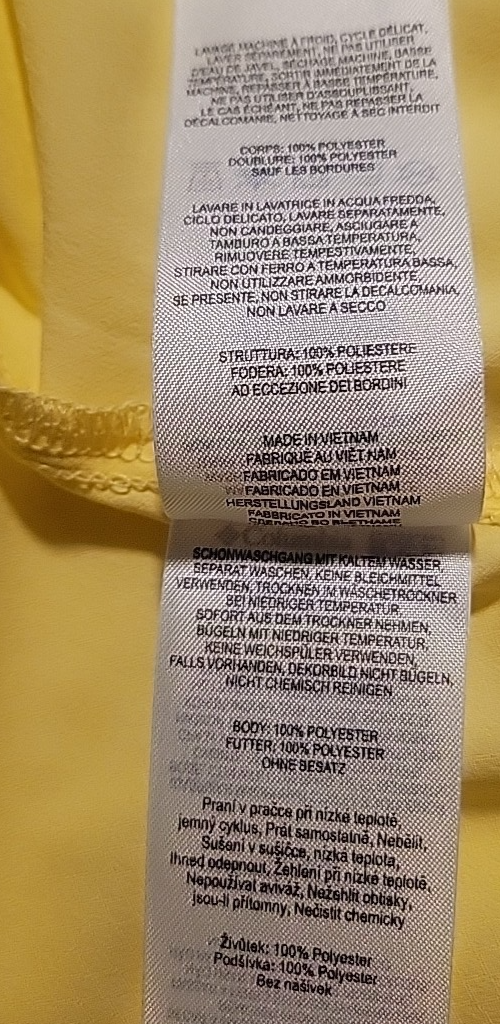 LAVAGE MACHINE À FROID, CYCLE DÉLICAT,
LAVER SÉPARÉMENT, NE PAS UTILISER
D'EAU DE JAVEL, SÉCHAGE MACHINE, BASSE
TEMPÉRATURE, SORTIR IMMÉDIATEMENT DE LA
MACHINE, REPASSER À BASSE TEMPÉRATURE,
NE PAS UTILISER D'ASSOUPLISSANT,
LE CAS ÉCHÉANT, NE PAS REPASSER LA
DÉCALCOMANIE, NETTOYAGE À SEC INTERDIT
CORPS: 100% POLYESTER
DOUBLURE: 100% POLYESTER
SAUF LES BORDURES
LAVARE IN LAVATRICE IN ACQUA FREDDA,
CICLO DELICATO, LAVARE SEPARATAMENTE,
NON CANDEGGIARE, ASCIUGARE A
TAMBURO A BASSA TEMPERATURA,
RIMUOVERE TEMPESTIVAMENTE,
STIRARE CON FERRO A TEMPERATURA BASSA,
NON UTILIZZARE AMMORBIDENTE,
SE PRESENTE, NON STIRARE LA DECALCOMANIA,
NON LAVARE A SECCO
STRUTTURA: 100% POLIESTERE
FODERA: 100% POLIESTERE
AD ECCEZIONE DEI BORDINI
MADE IN VIETNAM
FABRIQUÉ AU VIÊT NAM
FABRICADO EM VIETNAM
FABRICADO EN VIETNAM
HERSTELLUNGSLAND VIETNAM
FABBRICATO IN VIETNAM
SCHONWASCHGANG MIT KALTEM WASSER,
SEPARAT WASCHEN, KEINE BLEICHMITTEL
VERWENDEN, TROCKNEN IM WÄSCHETROCKNER
BEI NIEDRIGER TEMPERATUR,
SOFORT AUS DEM TROCKNER NEHMEN,
BÜGELN MIT NIEDRIGER TEMPERATUR,
KEINE WEICHSPÜLER VERWENDEN,
FALLS VORHANDEN, DEKORBILD NICHT BÜGELN,
NICHT CHEMISCH REINIGEN
BODY: 100% POLYESTER
FUTTER: 100% POLYESTER
OHNE BESATZ
Praní v pračce při nízké teplotě,
jemný cyklus, Prát samostatně, Nebělit,
Sušení v sušičce, nízká teplota,
Ihned odepnout, Žehlení při nízké teplotě,
Nepoužívat aviváž, Nežehlit obtisky,
jsou-li přítomny, Nečistit chemicky
Živůtek: 100% Polyester
Podšívka: 100% Polyester
Bez nášivek